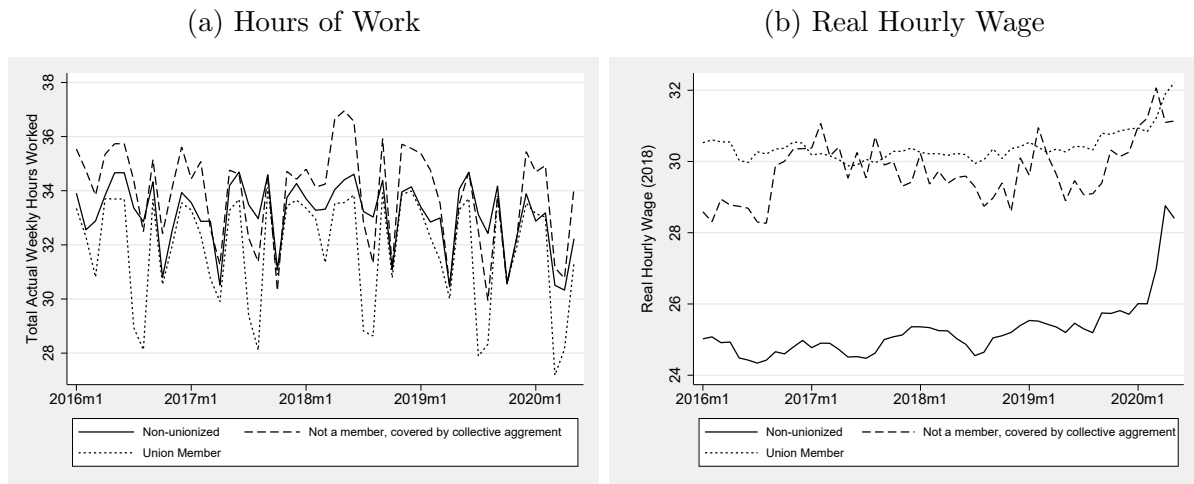 (a) Hours of Work
Total Actual Weekly Hours Worked
38
36
34
32
30
28
2016m1 2017m1 2018m1 2019m1 2020m1
Non-unionized Not a member, covered by collective aggrement
Union Member
(b) Real Hourly Wage
Real Hourly Wage (2018)
32
30
28
26
24
2016m1 2017m1 2018m1 2019m1 2020m1
Non-unionized Not a member, covered by collective aggrement
Union Member